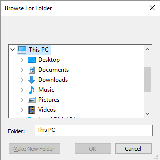 Browse For Folder
This PC
Desktop
Documents
Downloads
Music
Pictures
Videos
Folder: This PC
Make New Folder OK Cancel